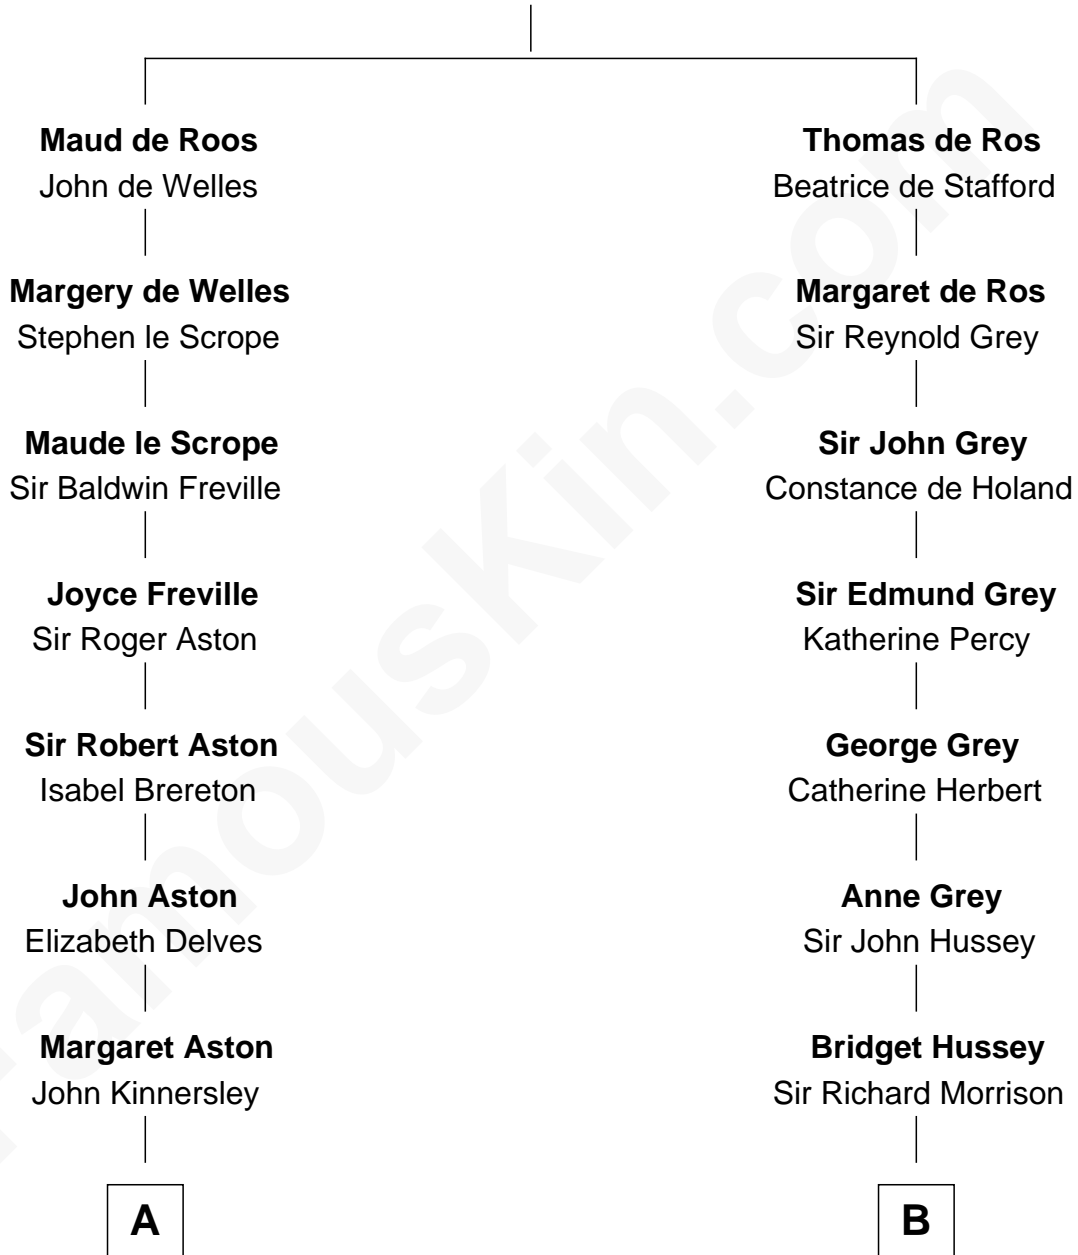 Maud de Roos
John de Welles
Margery de Welles
Stephen le Scrope
Maude le Scrope
Sir Baldwin Freville
Joyce Freville
Sir Roger Aston
Sir Robert Aston
Isabel Brereton
John Aston
Elizabeth Delves
Margaret Aston
John Kinnersley
A
Thomas de Ros
Beatrice de Stafford
Margaret de Ros
Sir Reynold Grey
Sir John Grey
Constance de Holand
Sir Edmund Grey
Katherine Percy
George Grey
Catherine Herbert
Anne Grey
Sir John Hussey
Bridget Hussey
Sir Richard Morrison
B
FamousKin.com